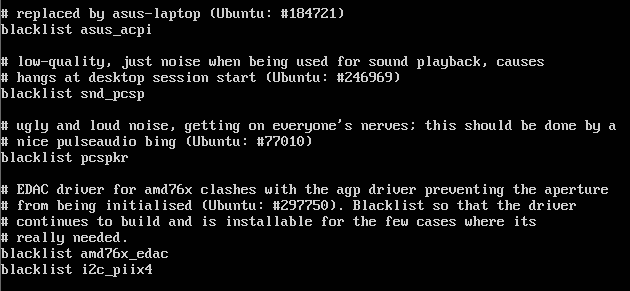 # replaced by asus-laptop (Ubuntu: #184721)
blacklist asus_acpi
# low-quality, just noise when being used for sound playback, causes
# hangs at desktop session start (Ubuntu: #246969)
blacklist snd_pcsp
# ugly and loud noise, getting on everyone's nerves; this should be done by a
# nice pulseaudio bing (Ubuntu: #77010)
blacklist pcspkr
# EDAC driver for amd76x clashes with the agp driver preventing the aperture
# from being initialised (Ubuntu: #297750). Blacklist so that the driver
# continues to build and is installable for the few cases where its
# really needed.
blacklist amd76x_edac
blacklist i2c_piix4